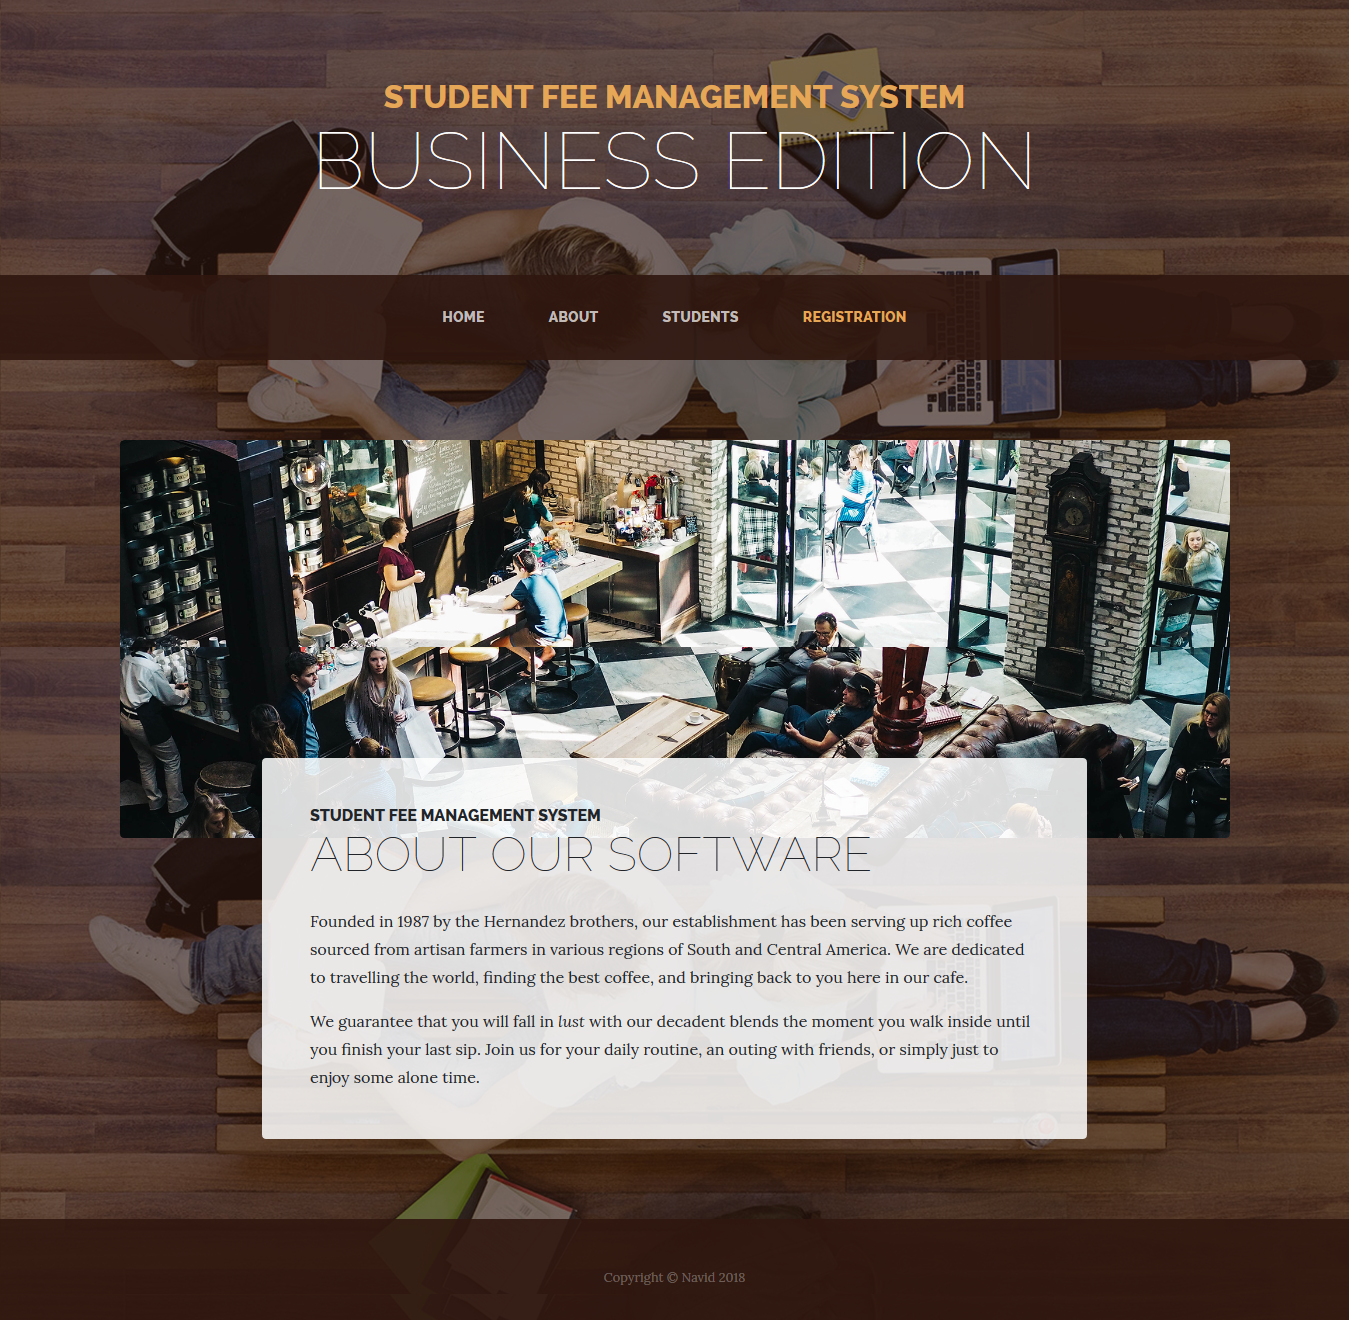 STUDENT FEE MANAGEMENT SYSTEM
BUSINESS EDITION
HOME
ABOUT
STUDENTS
REGISTRATION
STUDENT FEE MANAGEMENT SYSTEM
ABOUT OUR SOFTWARE
Founded in 1987 by the Hernandez brothers, our establishment has been serving up rich coffee
sourced from artisan farmers in various regions of South and Central America. We are dedicated
to travelling the world, finding the best coffee, and bringing back to you here in our cafe.
We guarantee that you will fall in lust with our decadent blends the moment you walk inside until
you finish your last sip. Join us for your daily routine, an outing with friends, or simply just to
enjoy some alone time.
Copyright © Navid 2018